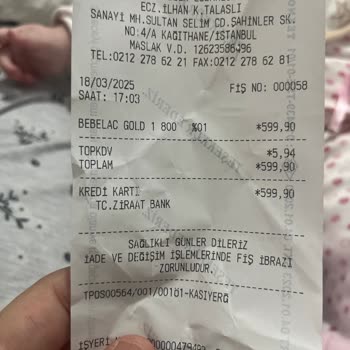 ECZ.İLHAN K.TALASLI
SANAYİ MH.SULTAN SELİM CD.ŞAHİNLER SK.
NO:4/A KAĞITHANE/İSTANBUL
MASLAK V.D. 12623586496
TEL:0212 278 62 21 FAX:0212 278 62 81
18/03/2025 FİŞ NO: 000058
SAAT: 17:03
BEBELAC GOLD 1 800 %01 *599,90
TOPKDV *5,94
TOPLAM *599,90
KREDİ KARTI *599,90
TC.ZİRAAT BANK
SAĞLIKLI GÜNLER DİLERİZ
İADE VE DEĞİŞİM İŞLEMLERİNDE FİŞ İBRAZI
ZORUNLUDUR.
TPOS00564/001/00181-KASİYER@
İŞYERİ